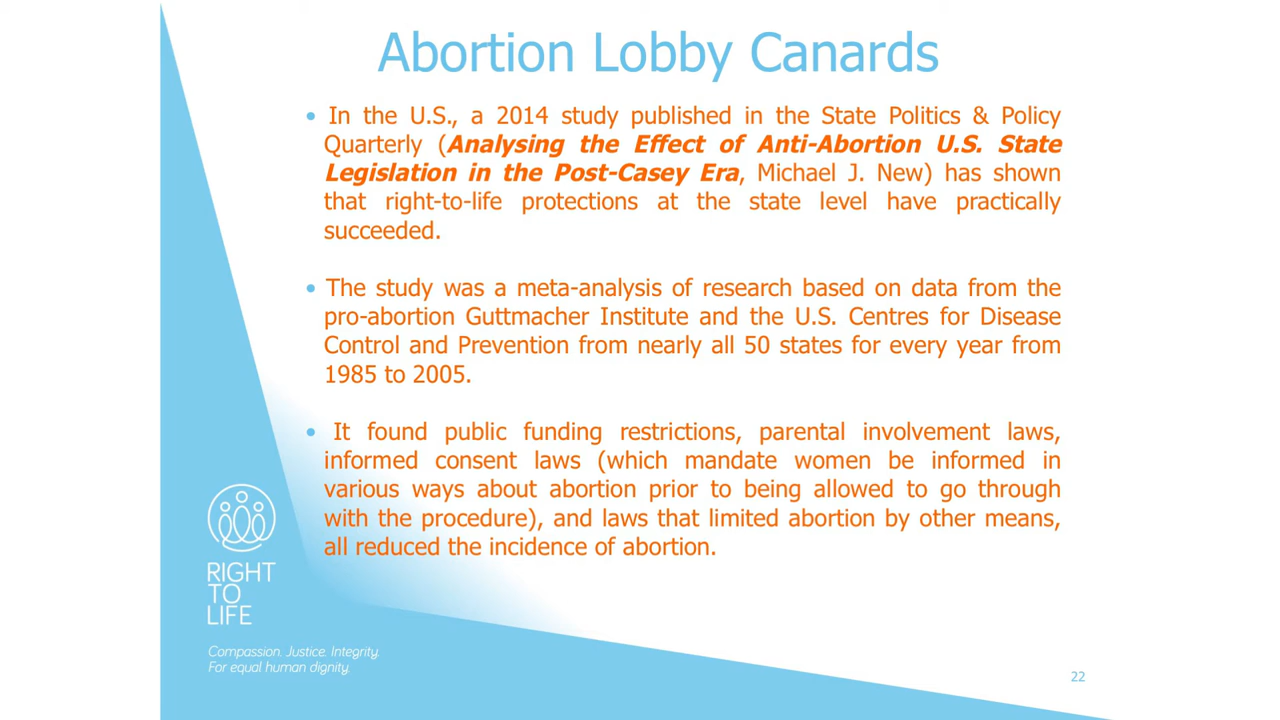 Abortion Lobby Canards
• In the U.S., a 2014 study published in the State Politics & Policy
Quarterly (Analysing the Effect of Anti-Abortion U.S. State
Legislation in the Post-Casey Era, Michael J. New) has shown
that right-to-life protections at the state level have practically
succeeded.
• The study was a meta-analysis of research based on data from the
pro-abortion Guttmacher Institute and the U.S. Centres for Disease
Control and Prevention from nearly all 50 states for every year from
1985 to 2005.
• It found public funding restrictions, parental involvement laws,
informed consent laws (which mandate women be informed in
various ways about abortion prior to being allowed to go through
with the procedure), and laws that limited abortion by other means,
all reduced the incidence of abortion.
RIGHT
TO
LIFE
Compassion. Justice. Integrity.
For equal human dignity.
22